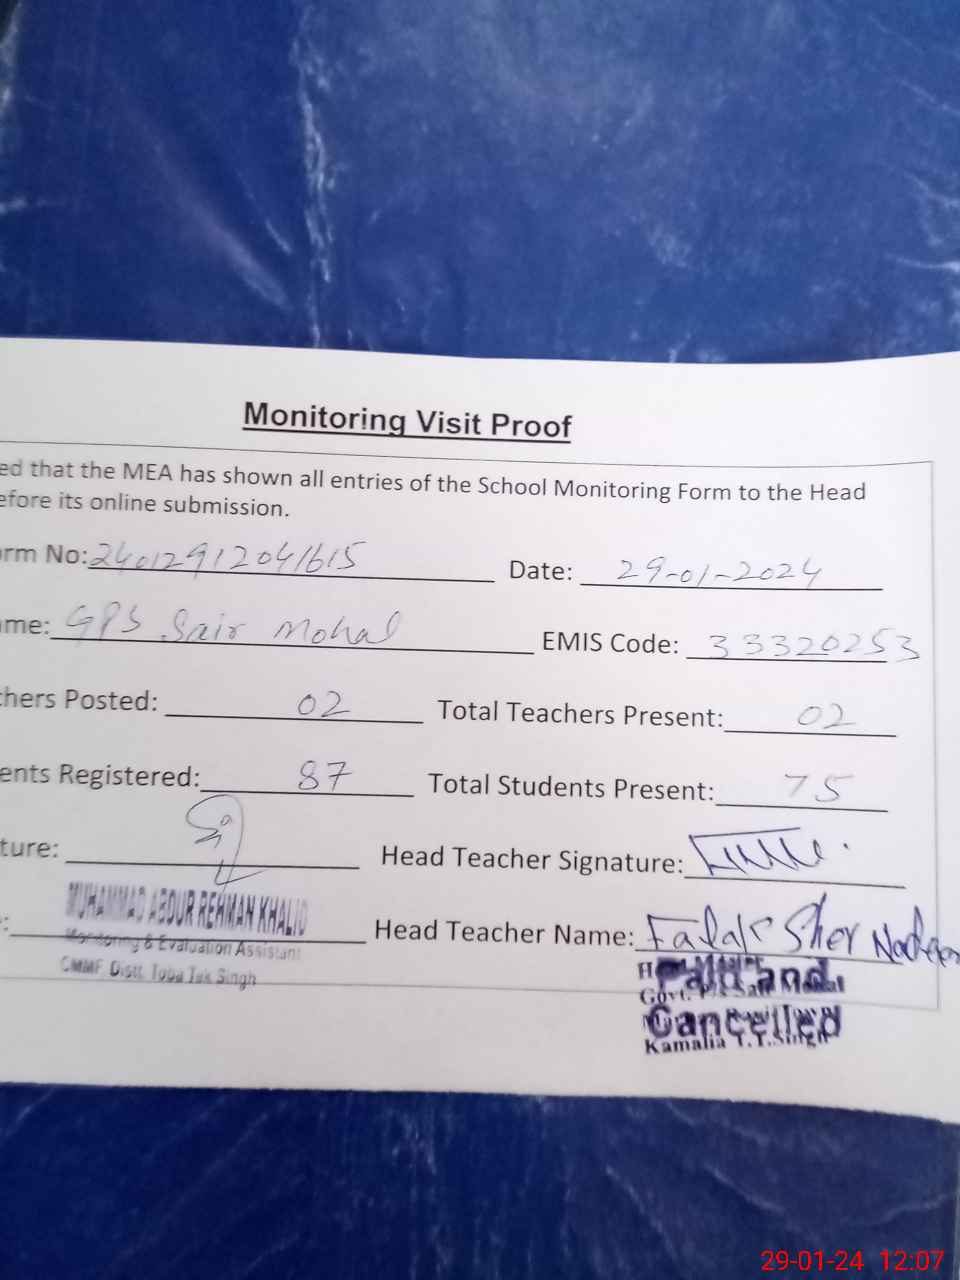 Monitoring Visit Proof
ed that the MEA has shown all entries of the School Monitoring Form to the Head
efore its online submission.
orm No: 24012912041615 Date: 29-01-2024
me: GPS Sair Mohal EMIS Code: 33320253
chers Posted: 02 Total Teachers Present: 02
ents Registered: 87 Total Students Present: 75
ture: Head Teacher Signature:
: MUHAMMAD ABDUR REHMAN KHALID Head Teacher Name: Falak Sher Nadeem
Monitoring & Evaluation Assistant
CMMF Distt. Toba Tek Singh
Paid and
Govt.
Cancelled
Kamalia T.T.Singh
29-01-24 12:07